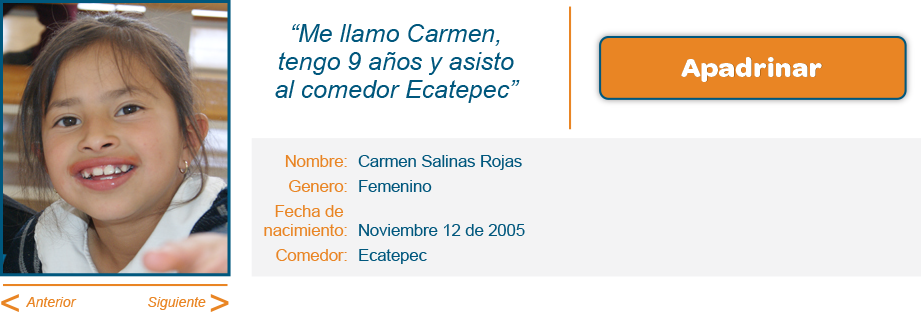 “Me llamo Carmen,
tengo 9 años y asisto
al comedor Ecatepec”
Apadrinar
Nombre: Carmen Salinas Rojas
Genero: Femenino
Fecha de
nacimiento: Noviembre 12 de 2005
Comedor: Ecatepec
< Anterior Siguiente >